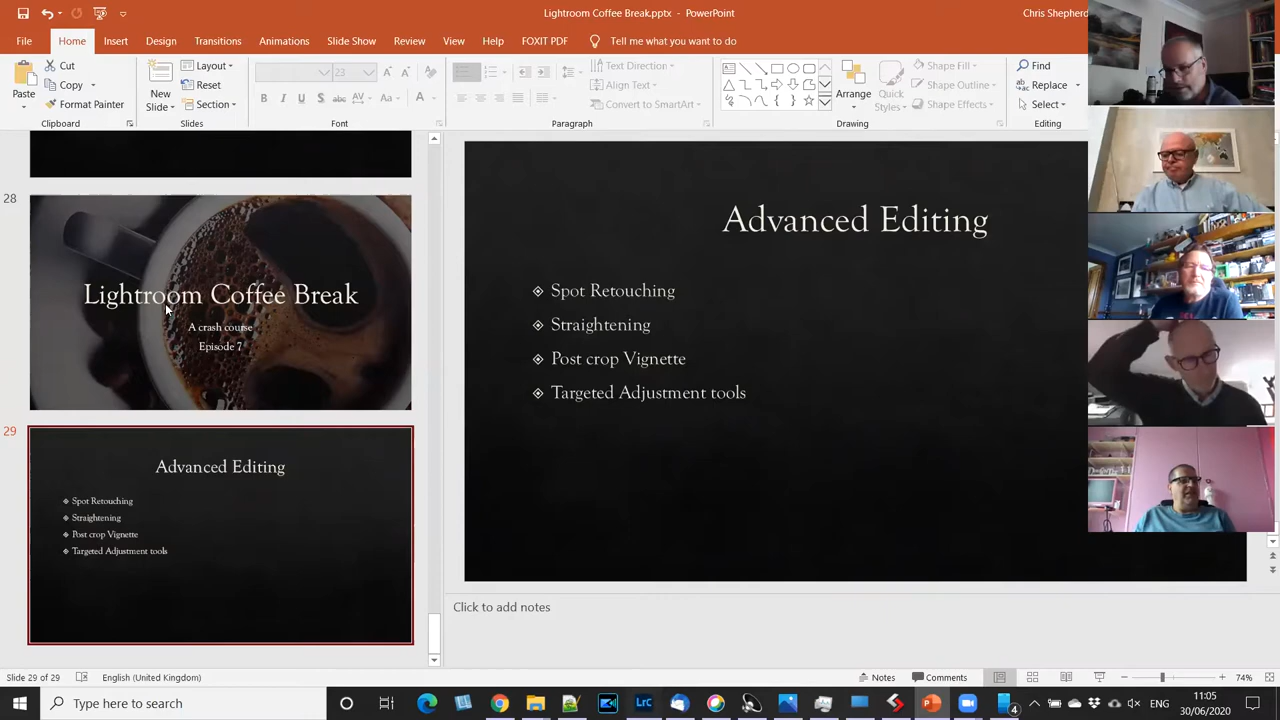 Lightroom Coffee Break.pptx - PowerPoint
Chris Shepherd
File Home Insert Design Transitions Animations Slide Show Review View Help FOXIT PDF Tell me what you want to do
Paste
Cut
Copy
Format Painter
Clipboard
New
Slide
Layout
Reset
Section
Slides
23
Font
Text Direction
Align Text
Convert to SmartArt
Paragraph
Arrange
Quick
Styles
Shape Fill
Shape Outline
Shape Effects
Drawing
Find
Replace
Select
Editing
28
Lightroom Coffee Break
A crash course
Episode 7
29
Advanced Editing
Spot Retouching
Straightening
Post crop Vignette
Targeted Adjustment tools
Advanced Editing
Spot Retouching
Straightening
Post crop Vignette
Targeted Adjustment tools
Click to add notes
Slide 29 of 29
English (United Kingdom)
Notes
Comments
74%
Type here to search
LrC
4
ENG
11:05
30/06/2020